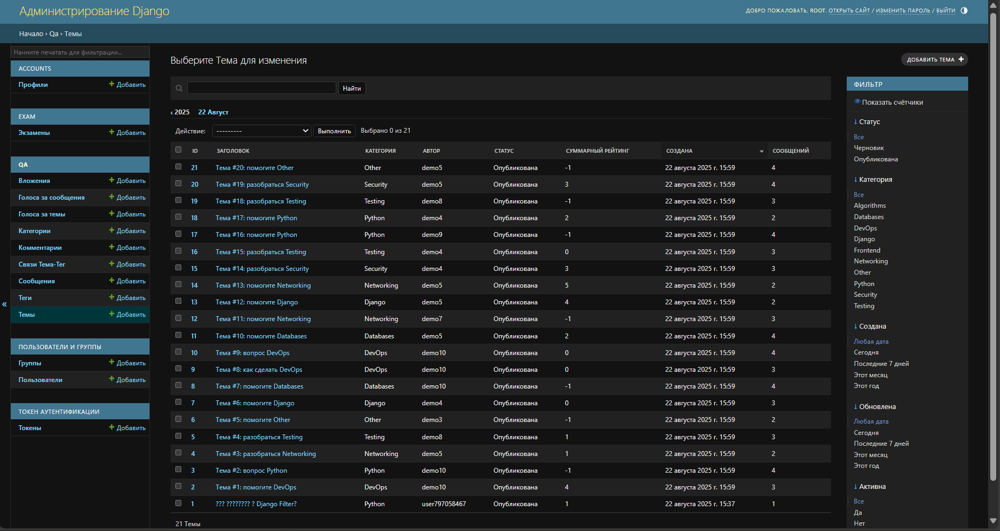 Администрирование Django
ДОБРО ПОЖАЛОВАТЬ, ROOT. ОТКРЫТЬ САЙТ / ИЗМЕНИТЬ ПАРОЛЬ / ВЫЙТИ
Начало › Qa › Темы
Начните печатать для фильтрации...
ACCOUNTS
Профили Добавить
EXAM
Экзамены Добавить
QA
Вложения Добавить
Голоса за сообщения Добавить
Голоса за темы Добавить
Категории Добавить
Комментарии Добавить
Связи Тема-Тег Добавить
Сообщения Добавить
Теги Добавить
Темы Добавить
ПОЛЬЗОВАТЕЛИ И ГРУППЫ
Группы Добавить
Пользователи Добавить
ТОКЕН АУТЕНТИФИКАЦИИ
Токены Добавить
«
Выберите Тема для изменения
ДОБАВИТЬ ТЕМА +
Найти
‹ 2025 22 Август
Действие: --------- Выполнить Выбрано 0 из 21
ID ЗАГОЛОВОК КАТЕГОРИЯ АВТОР СТАТУС СУММАРНЫЙ РЕЙТИНГ СОЗДАНА СООБЩЕНИЙ
21 Тема #20: помогите Other Other demo5 Опубликована -1 22 августа 2025 г. 15:59 4
20 Тема #19: разобраться Security Security demo5 Опубликована 3 22 августа 2025 г. 15:59 4
19 Тема #18: разобраться Testing Testing demo8 Опубликована -1 22 августа 2025 г. 15:59 3
18 Тема #17: помогите Python Python demo4 Опубликована 2 22 августа 2025 г. 15:59 2
17 Тема #16: помогите Python Python demo9 Опубликована -1 22 августа 2025 г. 15:59 4
16 Тема #15: разобраться Testing Testing demo4 Опубликована 0 22 августа 2025 г. 15:59 3
15 Тема #14: разобраться Security Security demo4 Опубликована 3 22 августа 2025 г. 15:59 3
14 Тема #13: помогите Networking Networking demo5 Опубликована 5 22 августа 2025 г. 15:59 2
13 Тема #12: помогите Django Django demo5 Опубликована 4 22 августа 2025 г. 15:59 2
12 Тема #11: помогите Networking Networking demo7 Опубликована -1 22 августа 2025 г. 15:59 3
11 Тема #10: помогите Databases Databases demo5 Опубликована 2 22 августа 2025 г. 15:59 4
10 Тема #9: вопрос DevOps DevOps demo10 Опубликована 0 22 августа 2025 г. 15:59 4
9 Тема #8: как сделать DevOps DevOps demo10 Опубликована 0 22 августа 2025 г. 15:59 3
8 Тема #7: помогите Databases Databases demo10 Опубликована -1 22 августа 2025 г. 15:59 4
7 Тема #6: помогите Django Django demo4 Опубликована 0 22 августа 2025 г. 15:59 3
6 Тема #5: помогите Other Other demo3 Опубликована -1 22 августа 2025 г. 15:59 2
5 Тема #4: разобраться Testing Testing demo8 Опубликована 1 22 августа 2025 г. 15:59 3
4 Тема #3: разобраться Networking Networking demo5 Опубликована 1 22 августа 2025 г. 15:59 2
3 Тема #2: вопрос Python Python demo10 Опубликована -1 22 августа 2025 г. 15:59 4
2 Тема #1: помогите DevOps DevOps demo10 Опубликована 4 22 августа 2025 г. 15:59 3
1 ??? ???????? ? Django Filter? Python user797058467 Опубликована 1 22 августа 2025 г. 15:37 1
21 Темы
ФИЛЬТР
Показать счётчики
↓ Статус
Все
Черновик
Опубликована
↓ Категория
Все
Algorithms
Databases
DevOps
Django
Frontend
Networking
Other
Python
Security
Testing
↓ Создана
Любая дата
Сегодня
Последние 7 дней
Этот месяц
Этот год
↓ Обновлена
Любая дата
Сегодня
Последние 7 дней
Этот месяц
Этот год
↓ Активна
Все
Да
Нет